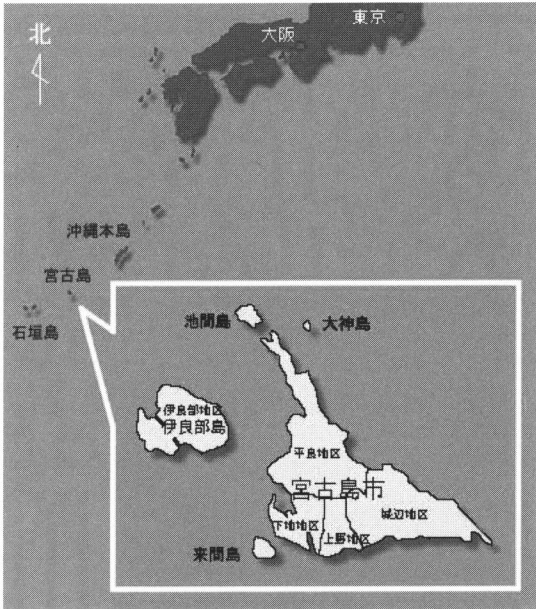 北
東京
大阪
沖縄本島
宮古島
石垣島
池間島
大神島
伊良部地区
伊良部島
平良地区
宮古島市
城辺地区
下地地区
上野地区
来間島